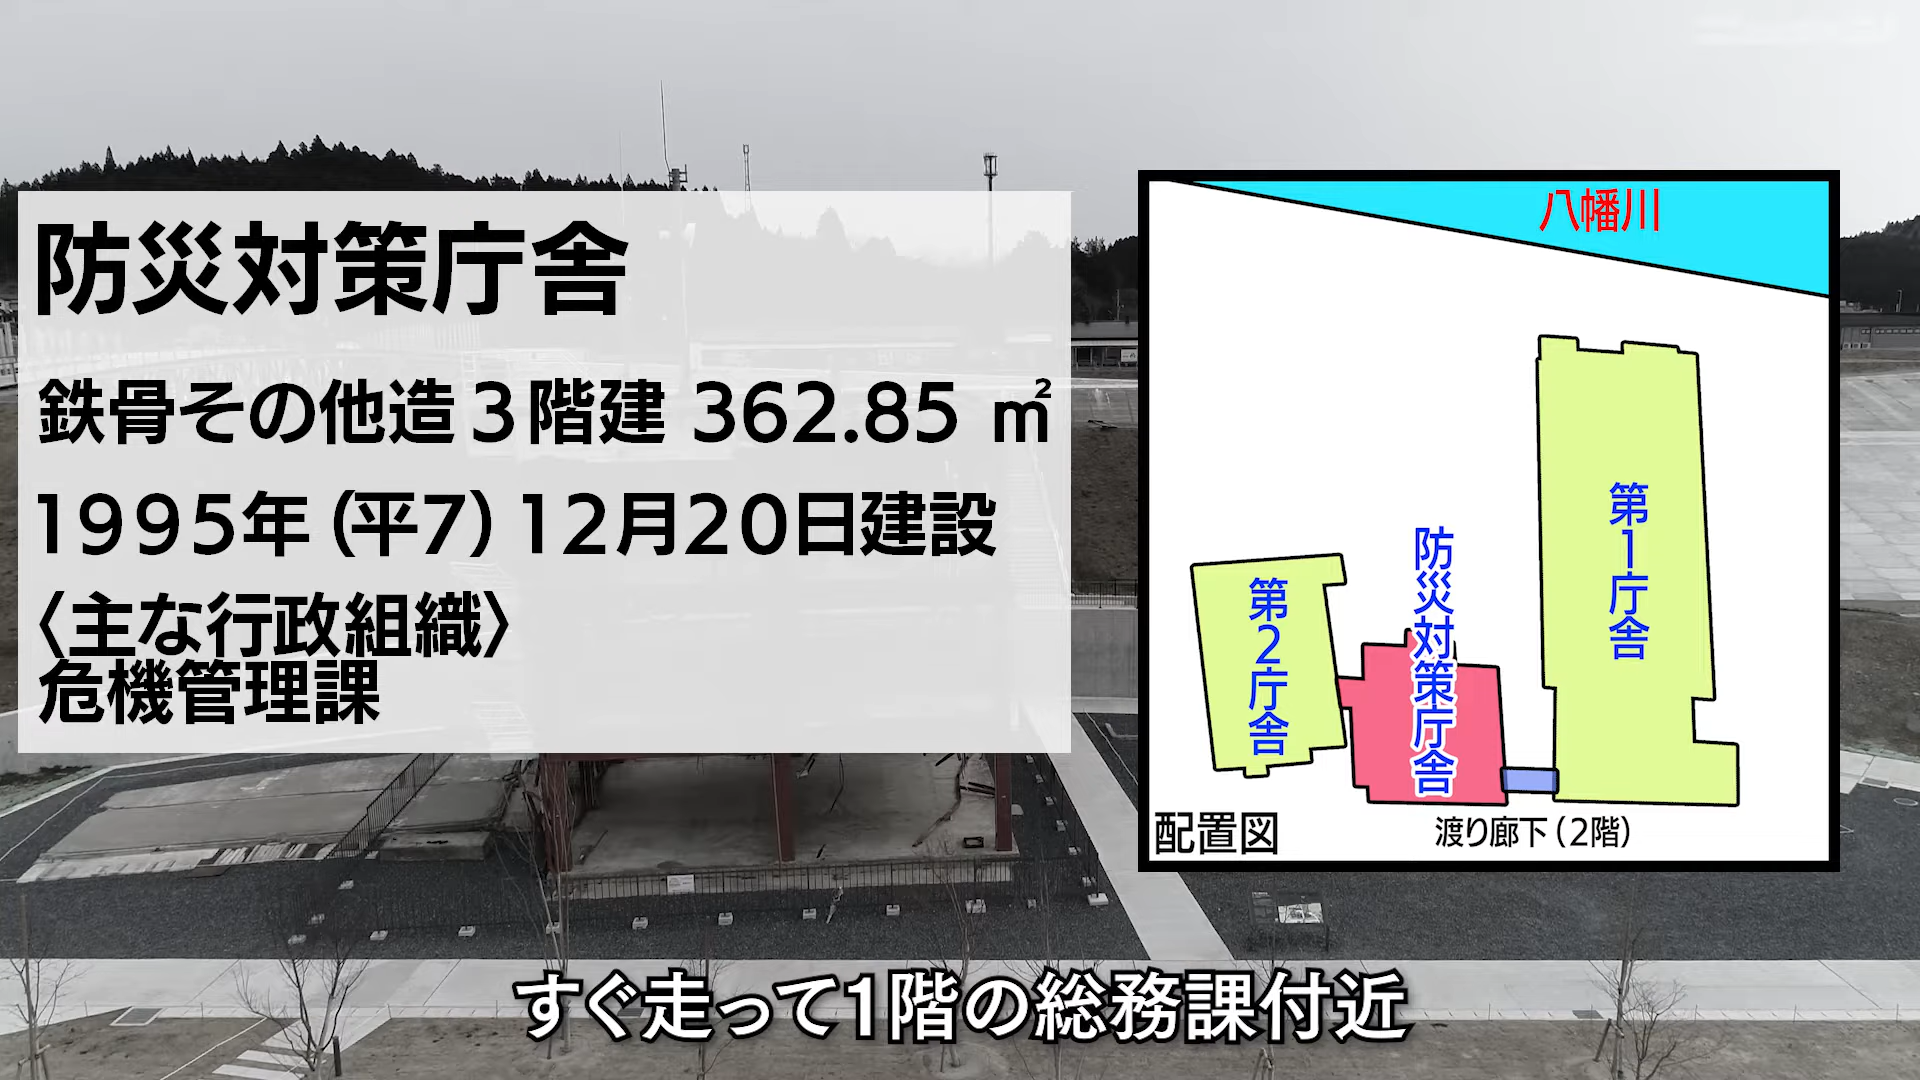 防災対策庁舎
鉄骨その他造3階建 362.85 ㎡
1995年(平7)12月20日建設
〈主な行政組織〉
危機管理課
八幡川
第1庁舎
防災対策庁舎
第2庁舎
配置図
渡り廊下(2階)
すぐ走って1階の総務課付近